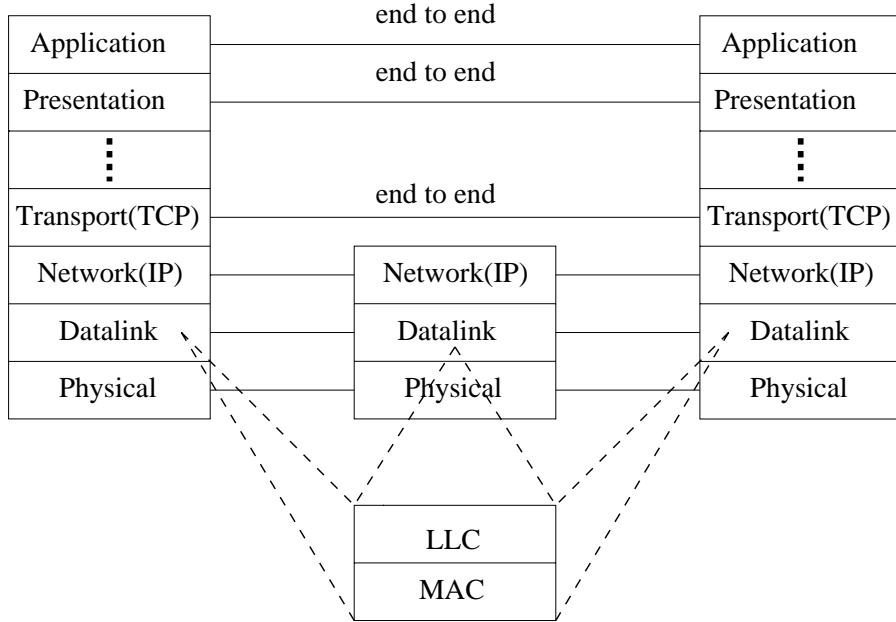 end to end
Application
Application
end to end
Presentation
Presentation
end to end
Transport(TCP)
Transport(TCP)
Network(IP)
Network(IP)
Network(IP)
Datalink
Datalink
Datalink
Physical
Physical
Physical
LLC
MAC